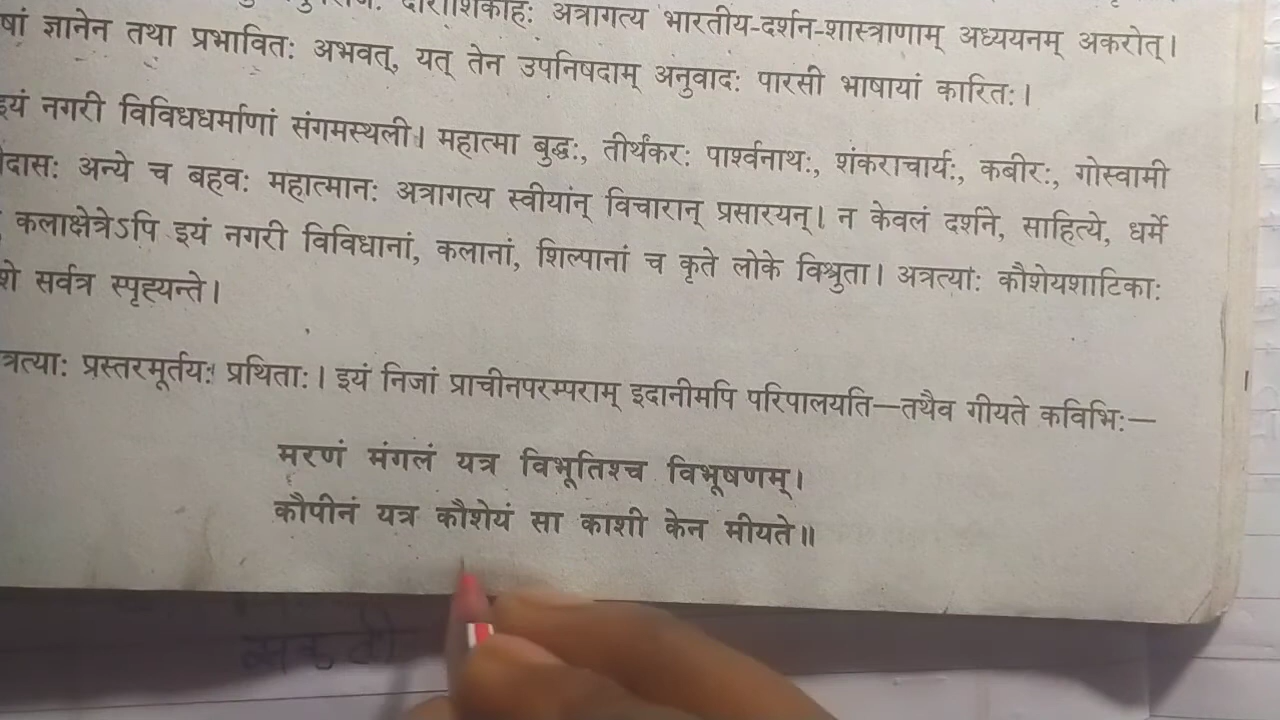 दाराशिकोहः अत्रागत्य भारतीय-दर्शन-शास्त्राणाम् अध्ययनम् अकरोत्।
ज्ञानेन तथा प्रभावितः अभवत्, यत् तेन उपनिषदाम् अनुवादः पारसी भाषायां कारितः।
इयं नगरी विविधधर्माणां संगमस्थली। महात्मा बुद्धः, तीर्थंकरः पार्श्वनाथः, शंकराचार्यः, कबीरः, गोस्वामी
दासः अन्ये च बहवः महात्मानः अत्रागत्य स्वीयांन् विचारान् प्रसारयन्। न केवलं दर्शने, साहित्ये, धर्मे
कलाक्षेत्रेऽपि इयं नगरी विविधानां, कलानां, शिल्पानां च कृते लोके विश्रुता। अत्रत्याः कौशेयशाटिकाः
शे सर्वत्र स्पृह्यन्ते।
त्रत्याः प्रस्तरमूर्तयः प्रथिताः। इयं निजां प्राचीनपरम्पराम् इदानीमपि परिपालयति—तथैव गीयते कविभिः—
मरणं मंगलं यत्र विभूतिश्च विभूषणम्।
कौपीनं यत्र कौशेयं सा काशी केन मीयते॥